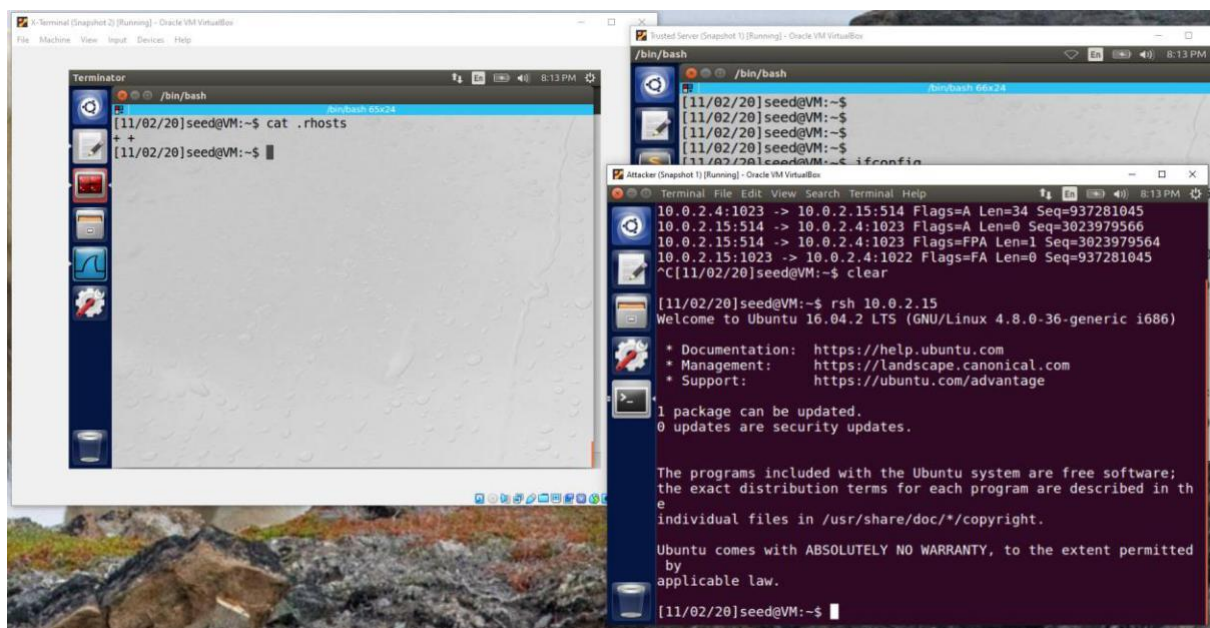 X-Terminal (Snapshot 2) [Running] - Oracle VM VirtualBox
File Machine View Input Devices Help
Terminator
En
8:13 PM
/bin/bash
/bin/bash 65x24
[11/02/20]seed@VM:~$ cat .rhosts
+ +
[11/02/20]seed@VM:~$
Trusted Server (Snapshot 1) [Running] - Oracle VM VirtualBox
/bin/bash
En
8:13 PM
/bin/bash
/bin/bash 66x24
[11/02/20]seed@VM:~$
[11/02/20]seed@VM:~$
[11/02/20]seed@VM:~$
[11/02/20]seed@VM:~$
[11/02/20]seed@VM:~$ ifconfig
Attacker (Snapshot 1) [Running] - Oracle VM VirtualBox
Terminal File Edit View Search Terminal Help
En
8:13 PM
10.0.2.4:1023 -> 10.0.2.15:514 Flags=A Len=34 Seq=937281045
10.0.2.15:514 -> 10.0.2.4:1023 Flags=A Len=0 Seq=3023979566
10.0.2.15:514 -> 10.0.2.4:1023 Flags=FPA Len=1 Seq=3023979564
10.0.2.15:1023 -> 10.0.2.4:1022 Flags=FA Len=0 Seq=937281045
^C[11/02/20]seed@VM:~$ clear
[11/02/20]seed@VM:~$ rsh 10.0.2.15
Welcome to Ubuntu 16.04.2 LTS (GNU/Linux 4.8.0-36-generic i686)
* Documentation: https://help.ubuntu.com
* Management: https://landscape.canonical.com
* Support: https://ubuntu.com/advantage
1 package can be updated.
0 updates are security updates.
The programs included with the Ubuntu system are free software;
the exact distribution terms for each program are described in th
e
individual files in /usr/share/doc/*/copyright.
Ubuntu comes with ABSOLUTELY NO WARRANTY, to the extent permitted
by
applicable law.
[11/02/20]seed@VM:~$